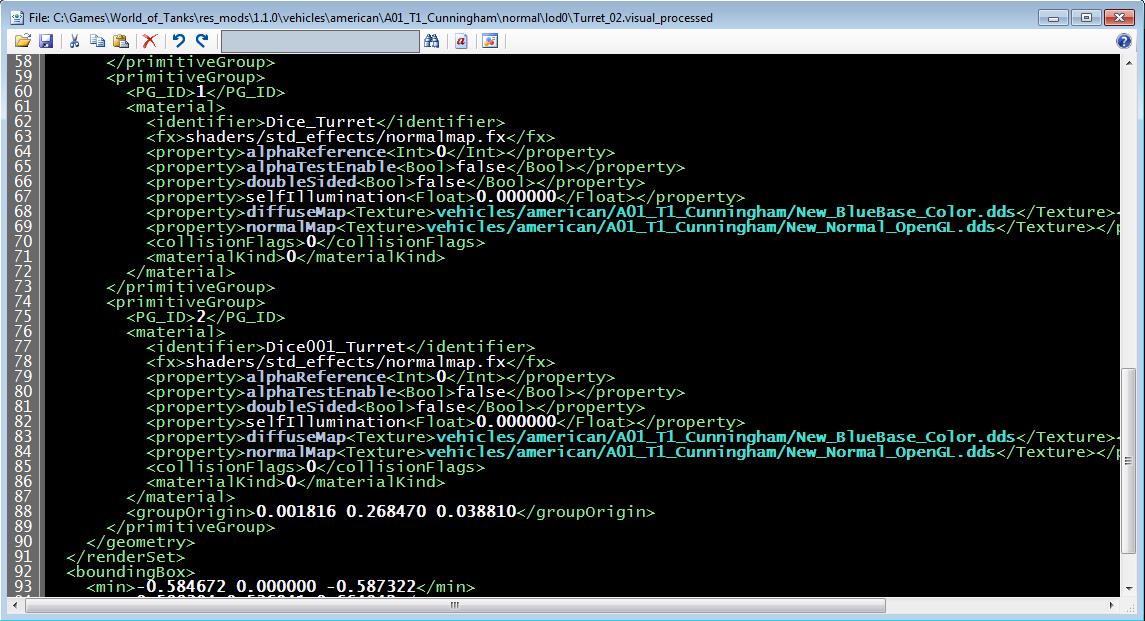 File: C:\Games\World_of_Tanks\res_mods\1.1.0\vehicles\american\A01_T1_Cunningham\normal\lod0\Turret_02.visual_processed
58 </primitiveGroup>
59 <primitiveGroup>
60 <PG_ID>1</PG_ID>
61 <material>
62 <identifier>Dice_Turret</identifier>
63 <fx>shaders/std_effects/normalmap.fx</fx>
64 <property>alphaReference<Int>0</Int></property>
65 <property>alphaTestEnable<Bool>false</Bool></property>
66 <property>doubleSided<Bool>false</Bool></property>
67 <property>selfIllumination<Float>0.000000</Float></property>
68 <property>diffuseMap<Texture>vehicles/american/A01_T1_Cunningham/New_BlueBase_Color.dds</Texture><
69 <property>normalMap<Texture>vehicles/american/A01_T1_Cunningham/New_Normal_OpenGL.dds</Texture></p
70 <collisionFlags>0</collisionFlags>
71 <materialKind>0</materialKind>
72 </material>
73 </primitiveGroup>
74 <primitiveGroup>
75 <PG_ID>2</PG_ID>
76 <material>
77 <identifier>Dice001_Turret</identifier>
78 <fx>shaders/std_effects/normalmap.fx</fx>
79 <property>alphaReference<Int>0</Int></property>
80 <property>alphaTestEnable<Bool>false</Bool></property>
81 <property>doubleSided<Bool>false</Bool></property>
82 <property>selfIllumination<Float>0.000000</Float></property>
83 <property>diffuseMap<Texture>vehicles/american/A01_T1_Cunningham/New_BlueBase_Color.dds</Texture><
84 <property>normalMap<Texture>vehicles/american/A01_T1_Cunningham/New_Normal_OpenGL.dds</Texture></p
85 <collisionFlags>0</collisionFlags>
86 <materialKind>0</materialKind>
87 </material>
88 <groupOrigin>0.001816 0.268470 0.038810</groupOrigin>
89 </primitiveGroup>
90 </geometry>
91 </renderSet>
92 <boundingBox>
93 <min>-0.584672 0.000000 -0.587322</min>